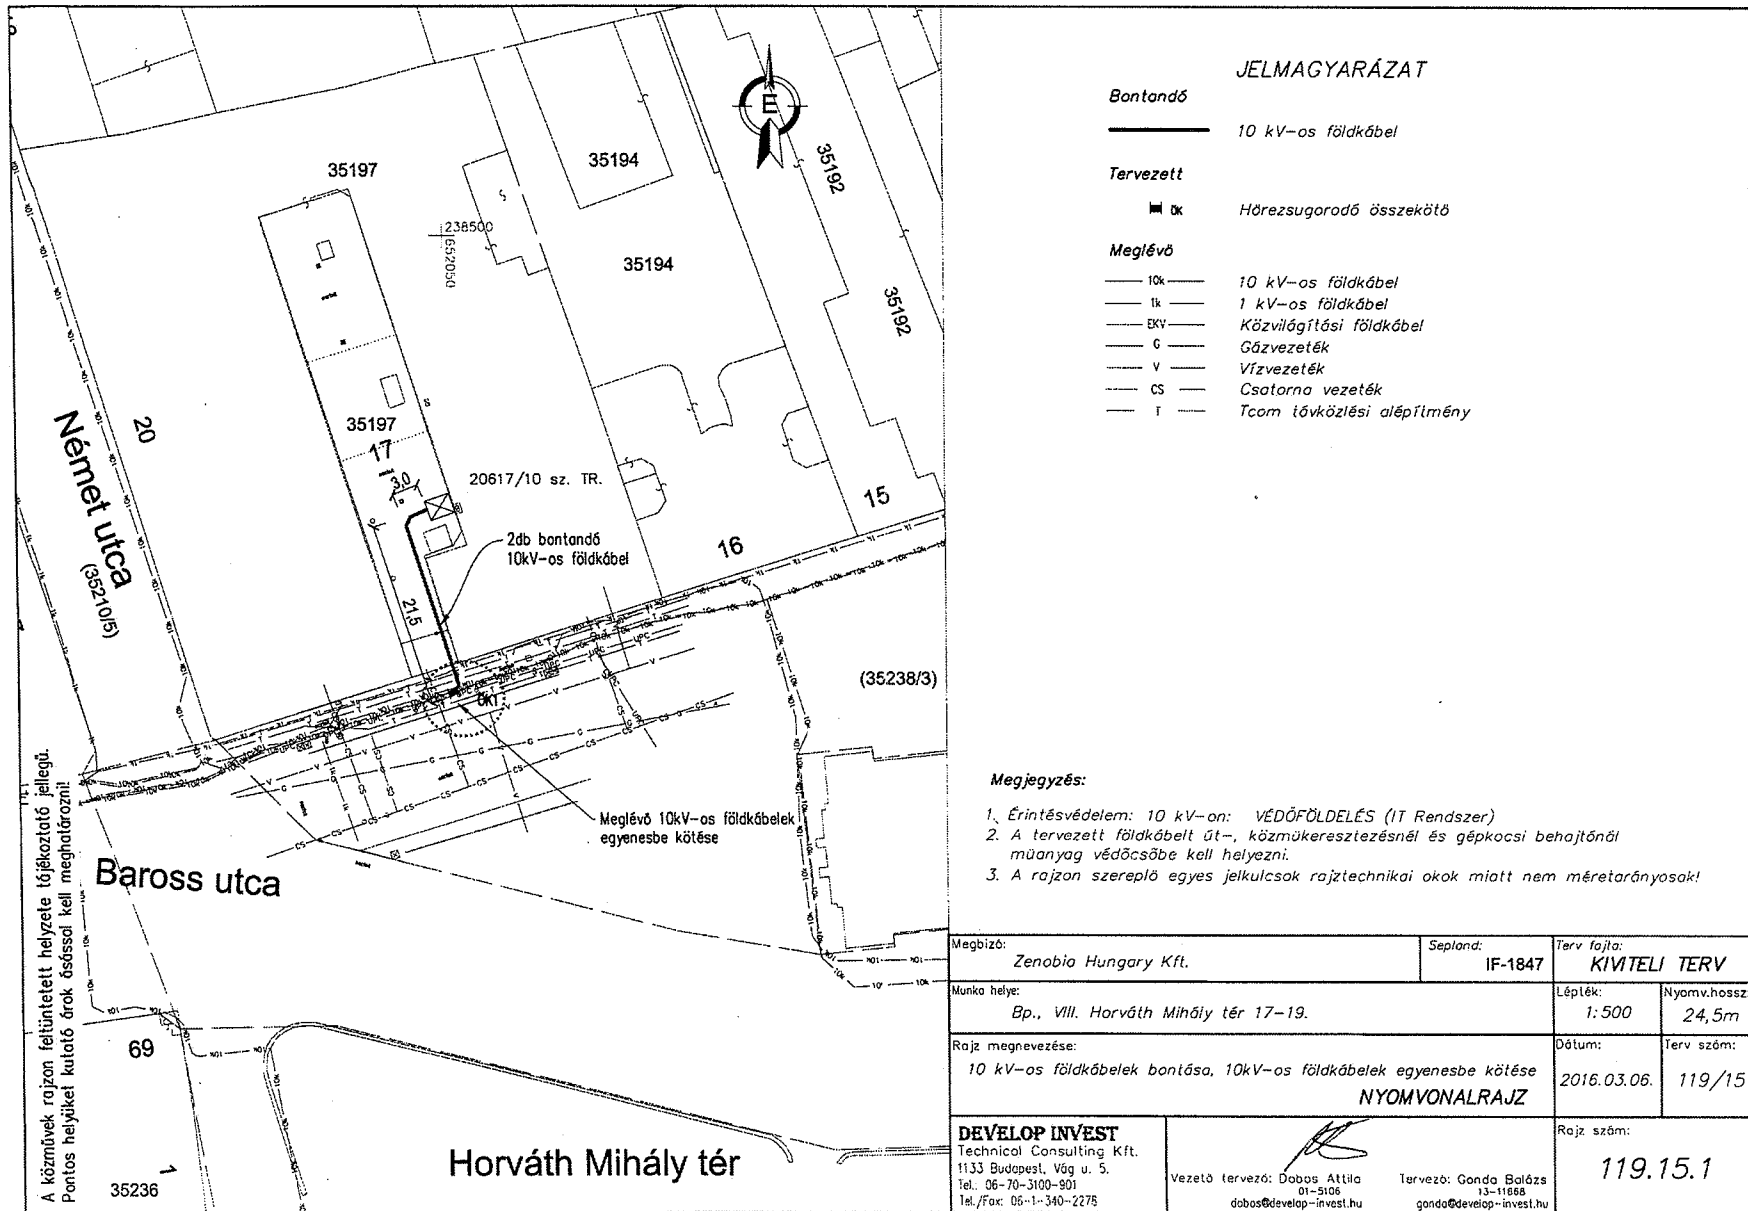 JELMAGYARÁZAT
Bontandó
10 kV-os földkábel
Tervezett
ÖK Hőrezsugorodó összekötő
Meglévő
10k 10 kV-os földkábel
1k 1 kV-os földkábel
EKV Közvilágítási földkábel
G Gázvezeték
V Vízvezeték
CS Csatorna vezeték
T Tcom távközlési alépítmény
E
35197
35194
35194
35192
35192
238500
652050
35197
17
3,0
20617/10 sz. TR.
2db bontandó
10kV-os földkábel
21,5
20
Német utca
(35210/5)
15
16
(35238/3)
ÖK1
Meglévő 10kV-os földkábelek
egyenesbe kötése
Baross utca
69
1
35236
Horváth Mihály tér
A közművek rajzon feltüntetett helyzete tájékoztató jellegű.
Pontos helyüket kutató árok ásással kell meghatározni!
Megjegyzés:
1. Érintésvédelem: 10 kV-on: VÉDŐFÖLDELÉS (IT Rendszer)
2. A tervezett földkábelt út-, közműkeresztezésnél és gépkocsi behajtónál
műanyag védőcsőbe kell helyezni.
3. A rajzon szereplő egyes jelkulcsok rajztechnikai okok miatt nem méretarányosak!
Megbízó:
Zenobia Hungary Kft.
Sepland:
IF-1847
Terv fajta:
KIVITELI TERV
Munka helye:
Bp., VIII. Horváth Mihály tér 17-19.
Lépték:
1:500
Nyomv.hossz:
24,5m
Rajz megnevezése:
10 kV-os földkábelek bontása, 10kV-os földkábelek egyenesbe kötése
NYOMVONALRAJZ
Dátum:
2016.03.06.
Terv szám:
119/15
DEVELOP INVEST
Technical Consulting Kft.
1133 Budapest, Vág u. 5.
Tel.: 06-70-3100-901
Tel./Fax: 06-1-340-2276
Vezető tervező: Dobos Attila
01-5106
dobos@develop-invest.hu
Tervező: Gonda Balázs
13-11668
gonda@develop-invest.hu
Rajz szám:
119.15.1